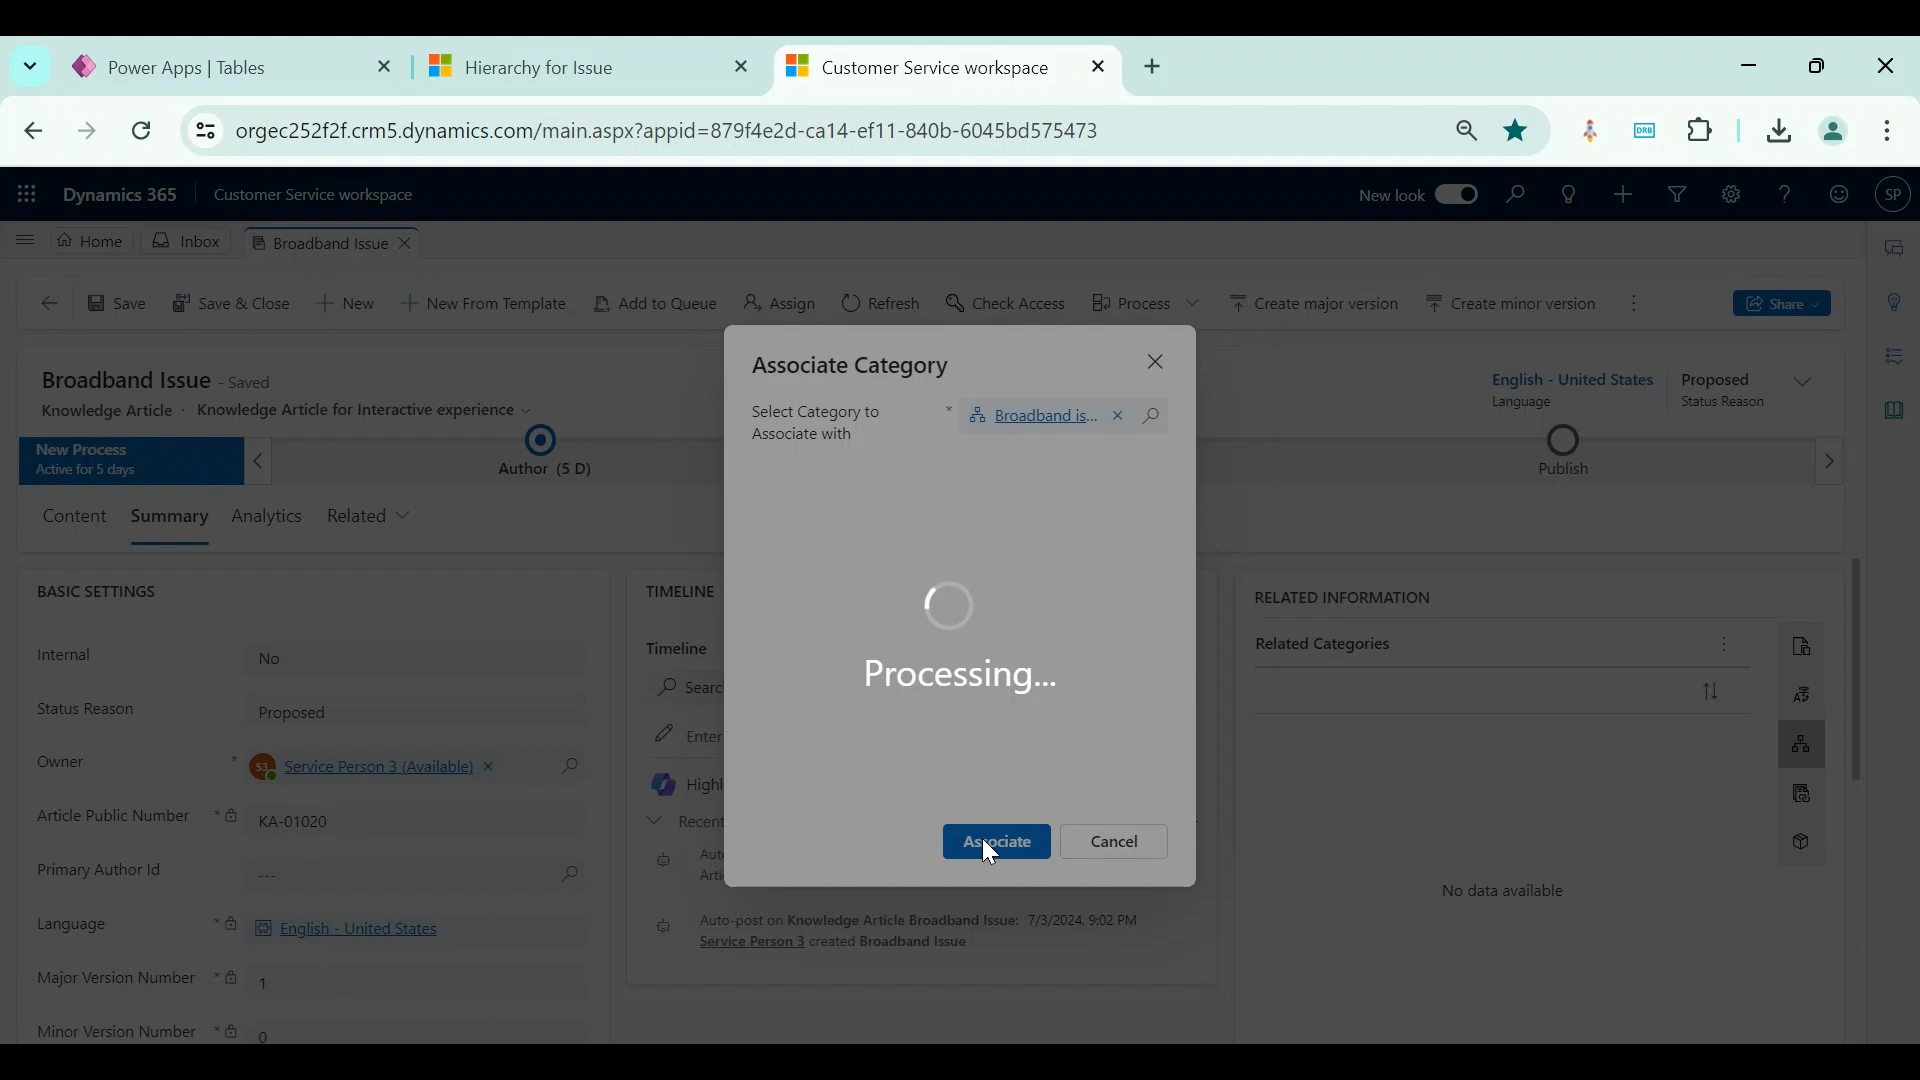 Power Apps | Tables
Hierarchy for Issue
Customer Service workspace
orgec252f2f.crm5.dynamics.com/main.aspx?appid=879f4e2d-ca14-ef11-840b-6045bd575473
DRB
Dynamics 365
Customer Service workspace
New look
SP
Home
Inbox
Broadband Issue
Save
Save & Close
New
New From Template
Add to Queue
Assign
Refresh
Check Access
Process
Create major version
Create minor version
Share
Broadband Issue - Saved
Knowledge Article · Knowledge Article for Interactive experience
English - United States
Language
Proposed
Status Reason
New Process
Active for 5 days
Author (5 D)
Publish
Content
Summary
Analytics
Related
Associate Category
Select Category to
Associate with
* Broadband is...
Processing...
Associate
Cancel
BASIC SETTINGS
Internal
No
Status Reason
Proposed
Owner
*
S3
Service Person 3 (Available)
Article Public Number
*
KA-01020
Primary Author Id
---
Language
*
English - United States
Major Version Number
*
1
Minor Version Number
*
0
TIMELINE
Timeline
Searc
Enter
Highl
Recent
Aut
Artic
Auto-post on Knowledge Article Broadband Issue: 7/3/2024, 9:02 PM
Service Person 3 created Broadband Issue
RELATED INFORMATION
Related Categories
No data available